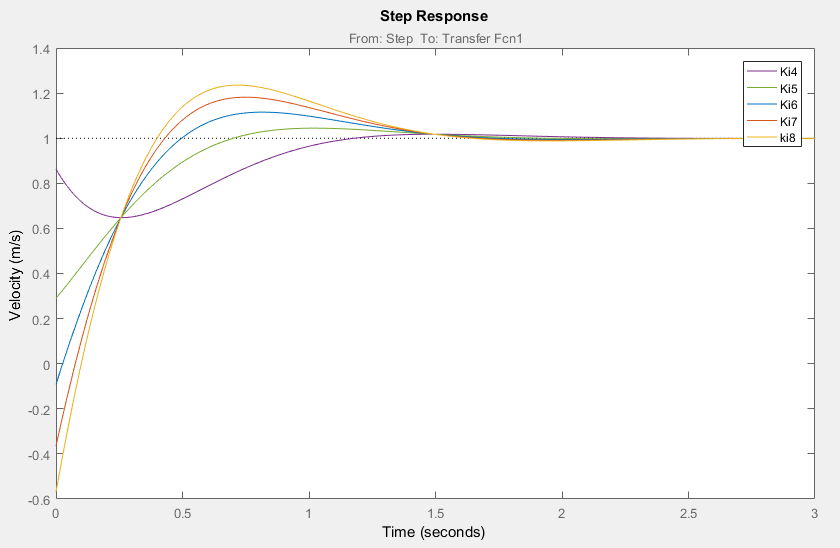 Step Response
From: Step To: Transfer Fcn1
1.4
1.2
1
0.8
0.6
0.4
0.2
0
-0.2
-0.4
-0.6
Velocity (m/s)
Ki4
Ki5
Ki6
Ki7
ki8
0 0.5 1 1.5 2 2.5 3
Time (seconds)